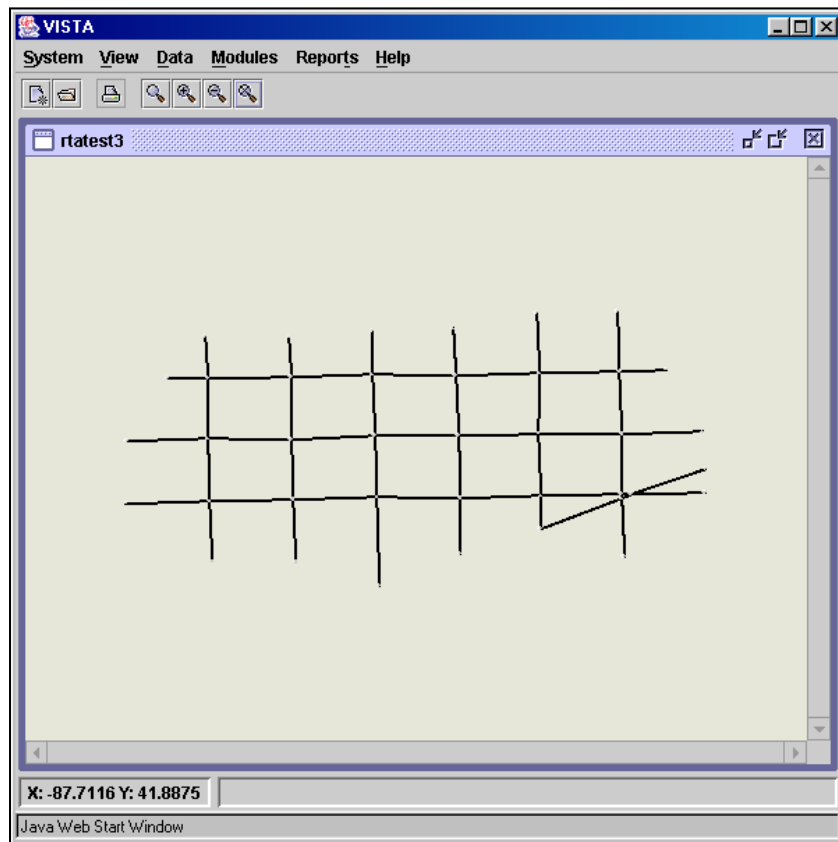 VISTA
System View Data Modules Reports Help
rtatest3
X: -87.7116 Y: 41.8875
Java Web Start Window